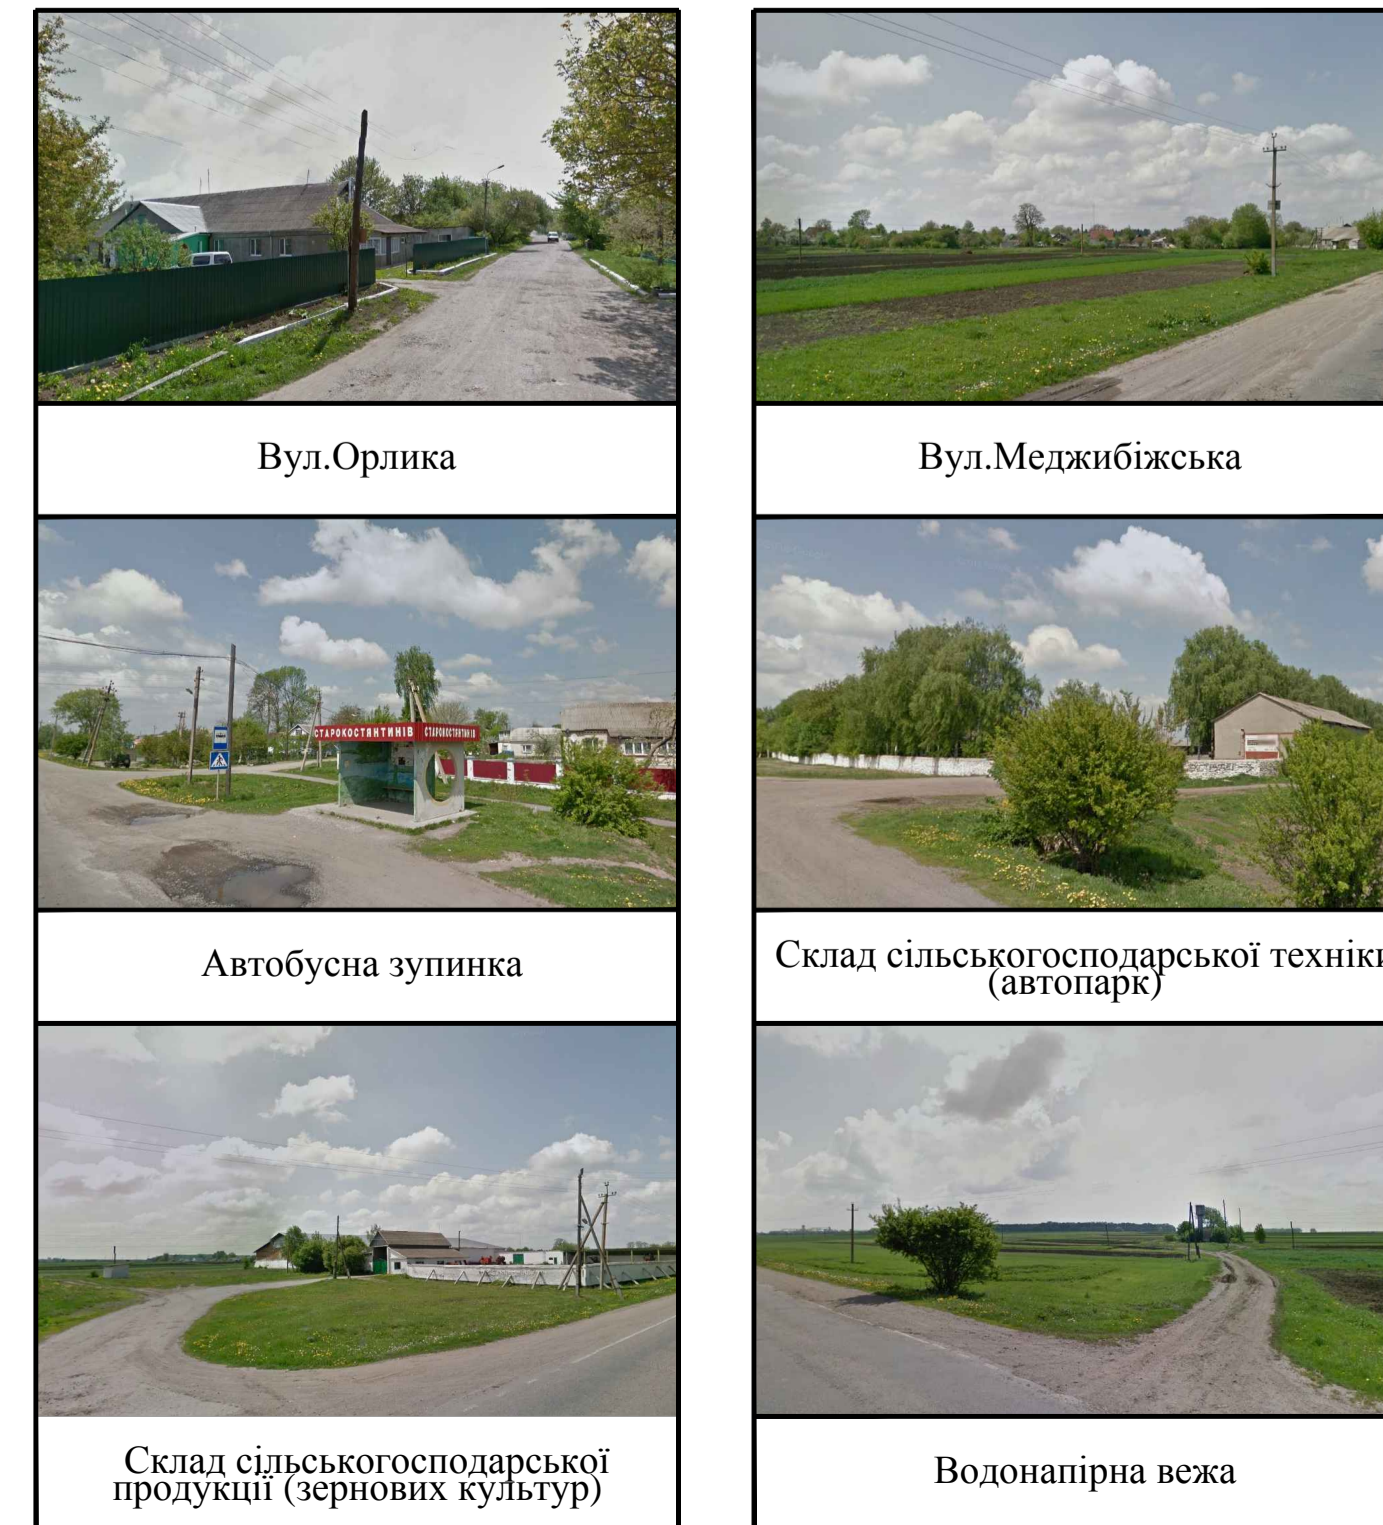 Вул.Орлика
Вул.Меджибіжська
СТАРОКОСТЯНТИНІВ СТАРОКОСТЯНТИНІВ
Автобусна зупинка
Склад сільськогосподарської техніки
(автопарк)
Склад сільськогосподарської
продукції (зернових культур)
Водонапірна вежа